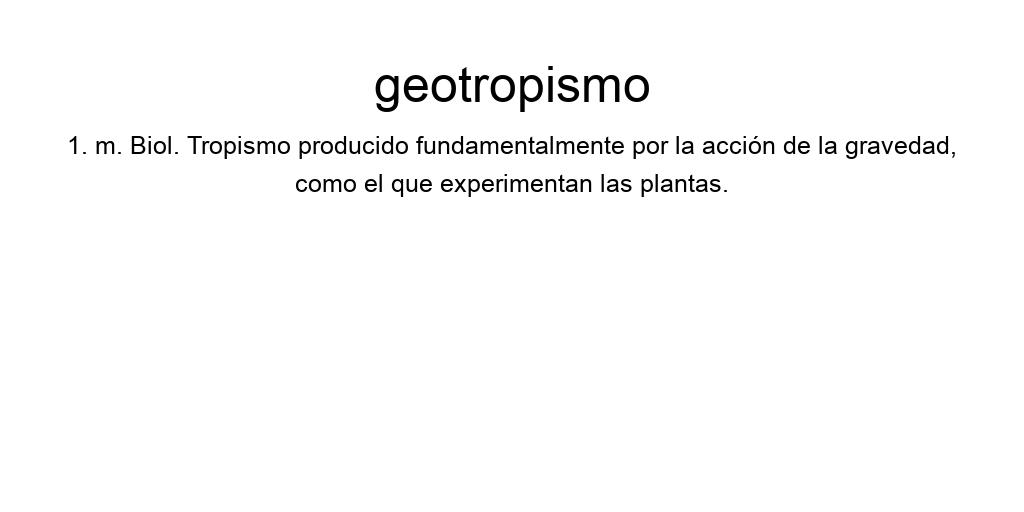 geotropismo
1. m. Biol. Tropismo producido fundamentalmente por la acción de la gravedad,
como el que experimentan las plantas.